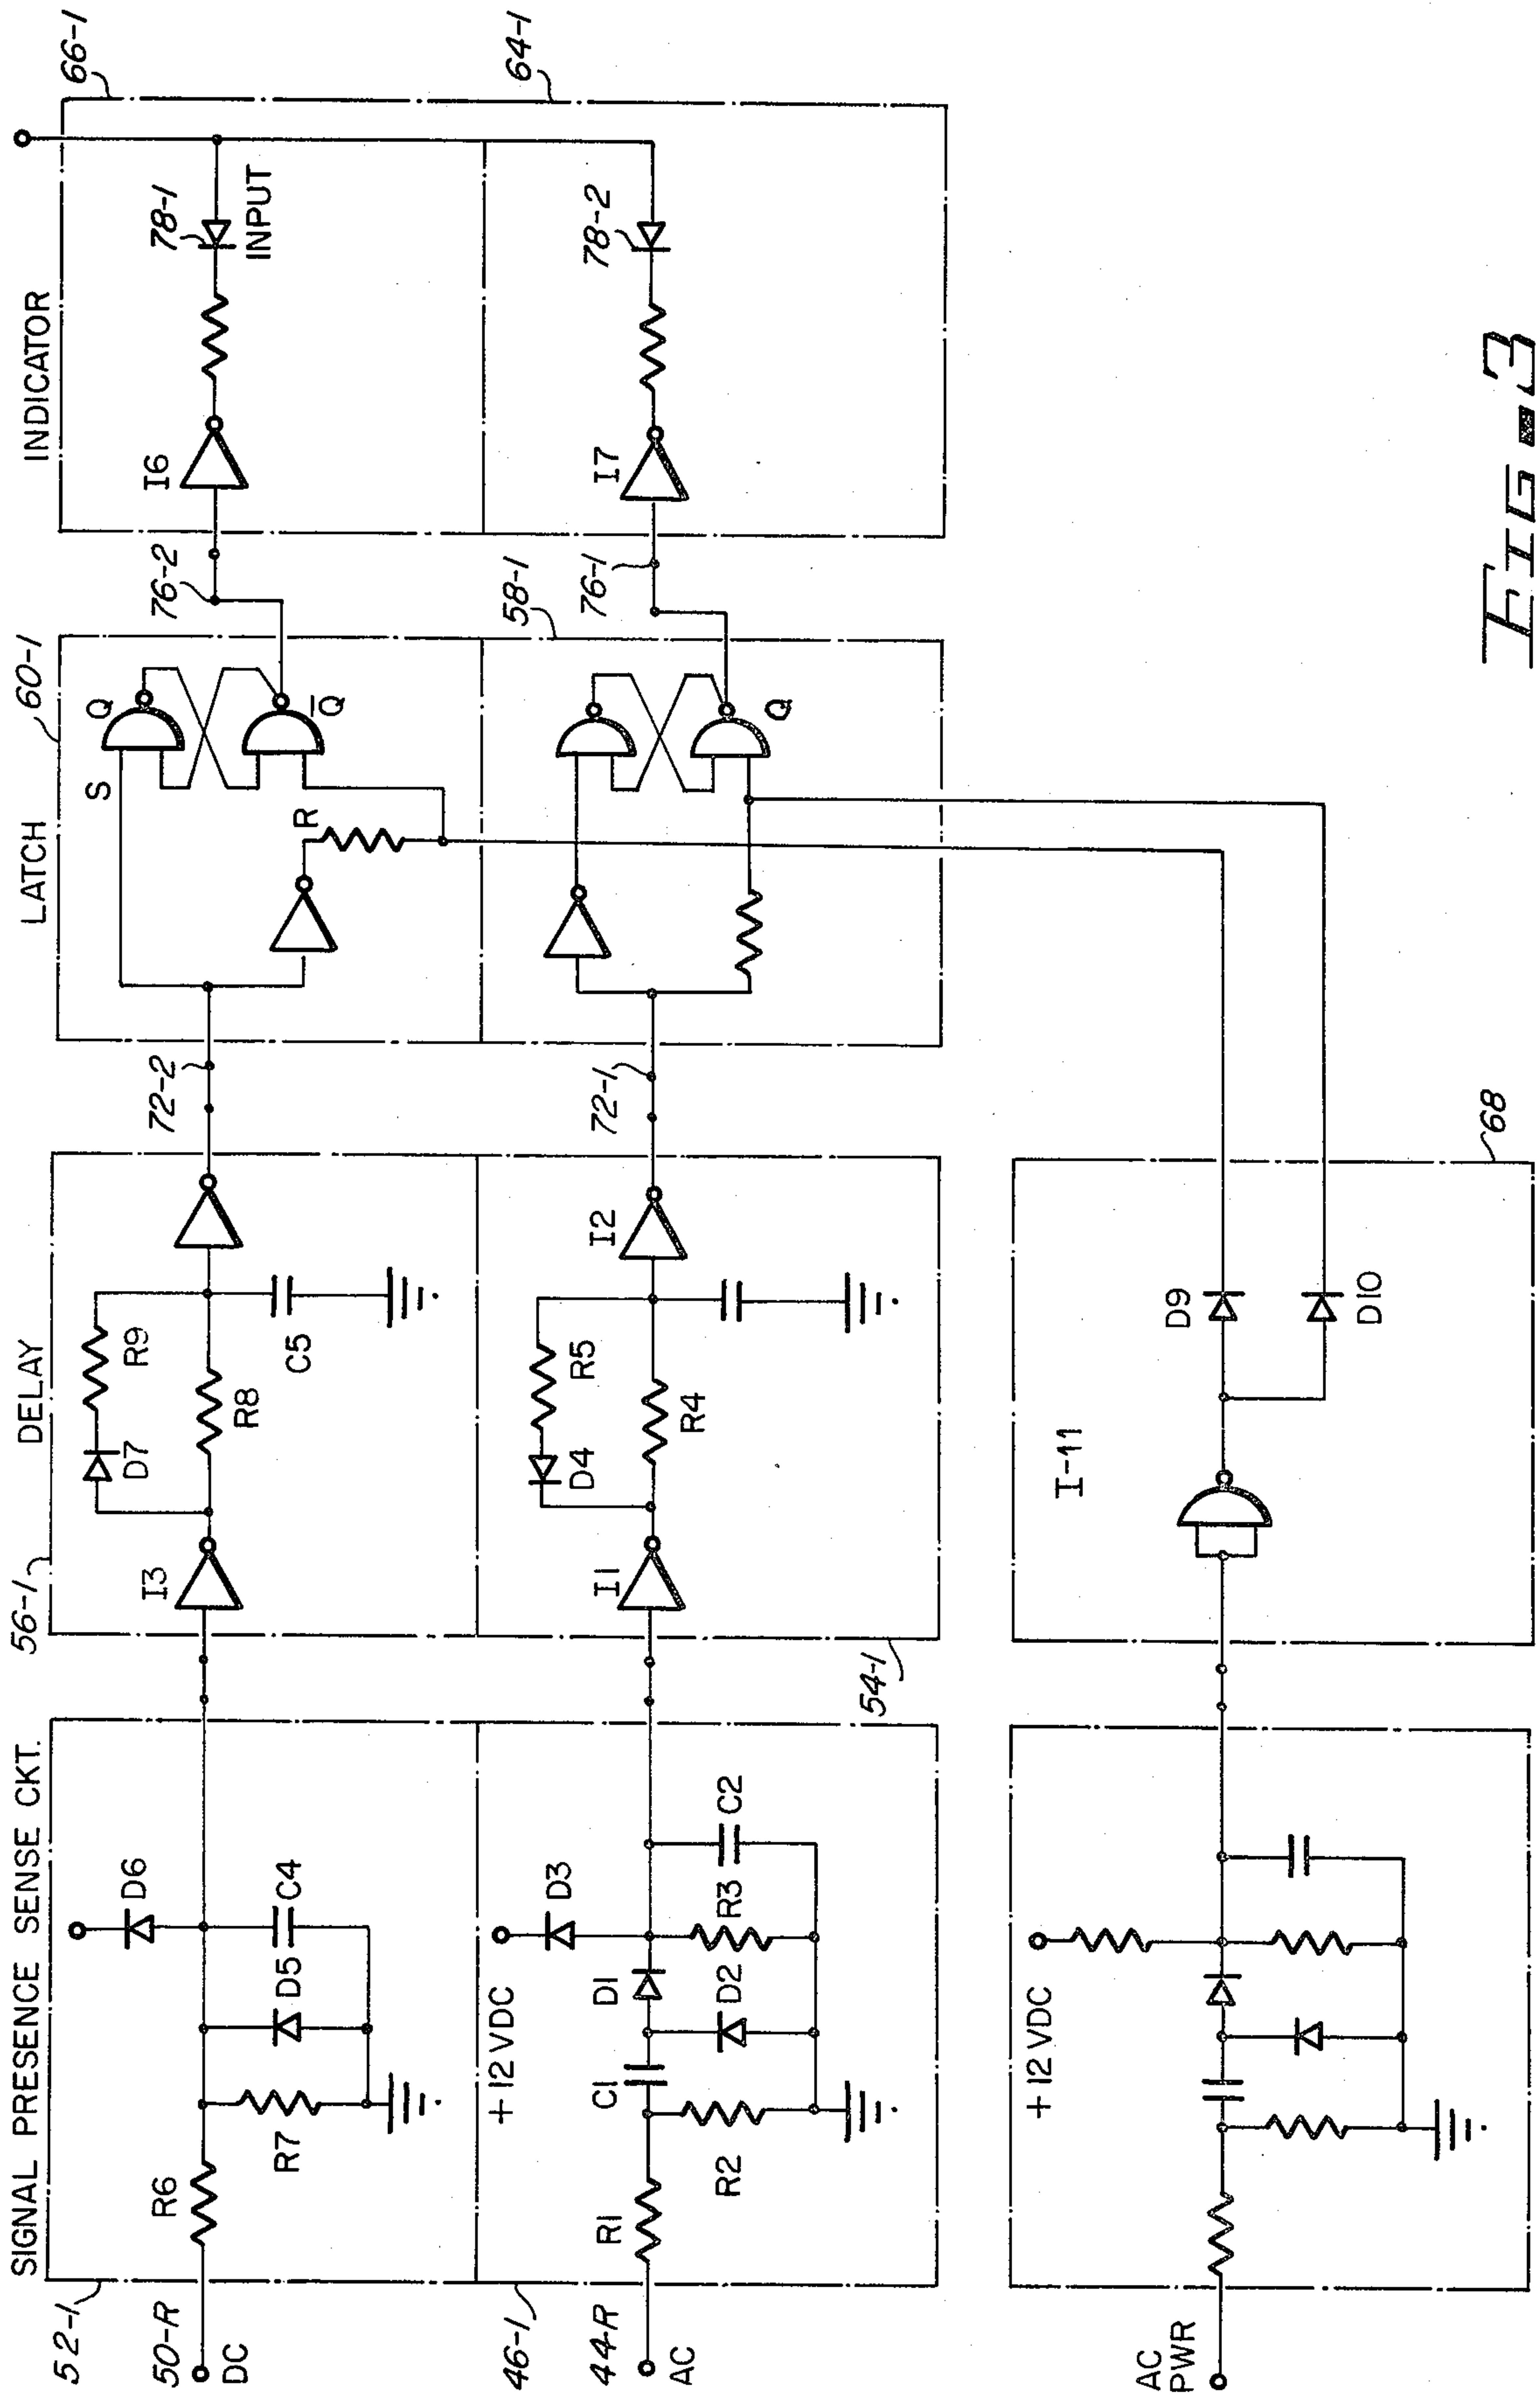 SIGNAL PRESENCE SENSE CKT.
DELAY
LATCH
INDICATOR
52-1
50-R
DC
R6
R7
D5
C4
D6
56-1
I3
D7
R9
R8
C5
72-2
60-1
S
Q
R
Q̅
76-2
I6
78-1
INPUT
66-1
46-1
44-R
AC
R1
R2
C1
+12 VDC
D1
D2
D3
R3
C2
54-1
I1
D4
R5
R4
I2
72-1
58-1
Q
76-1
I7
78-2
64-1
AC
PWR
+12 VDC
I-11
D9
D10
68
FIG-3